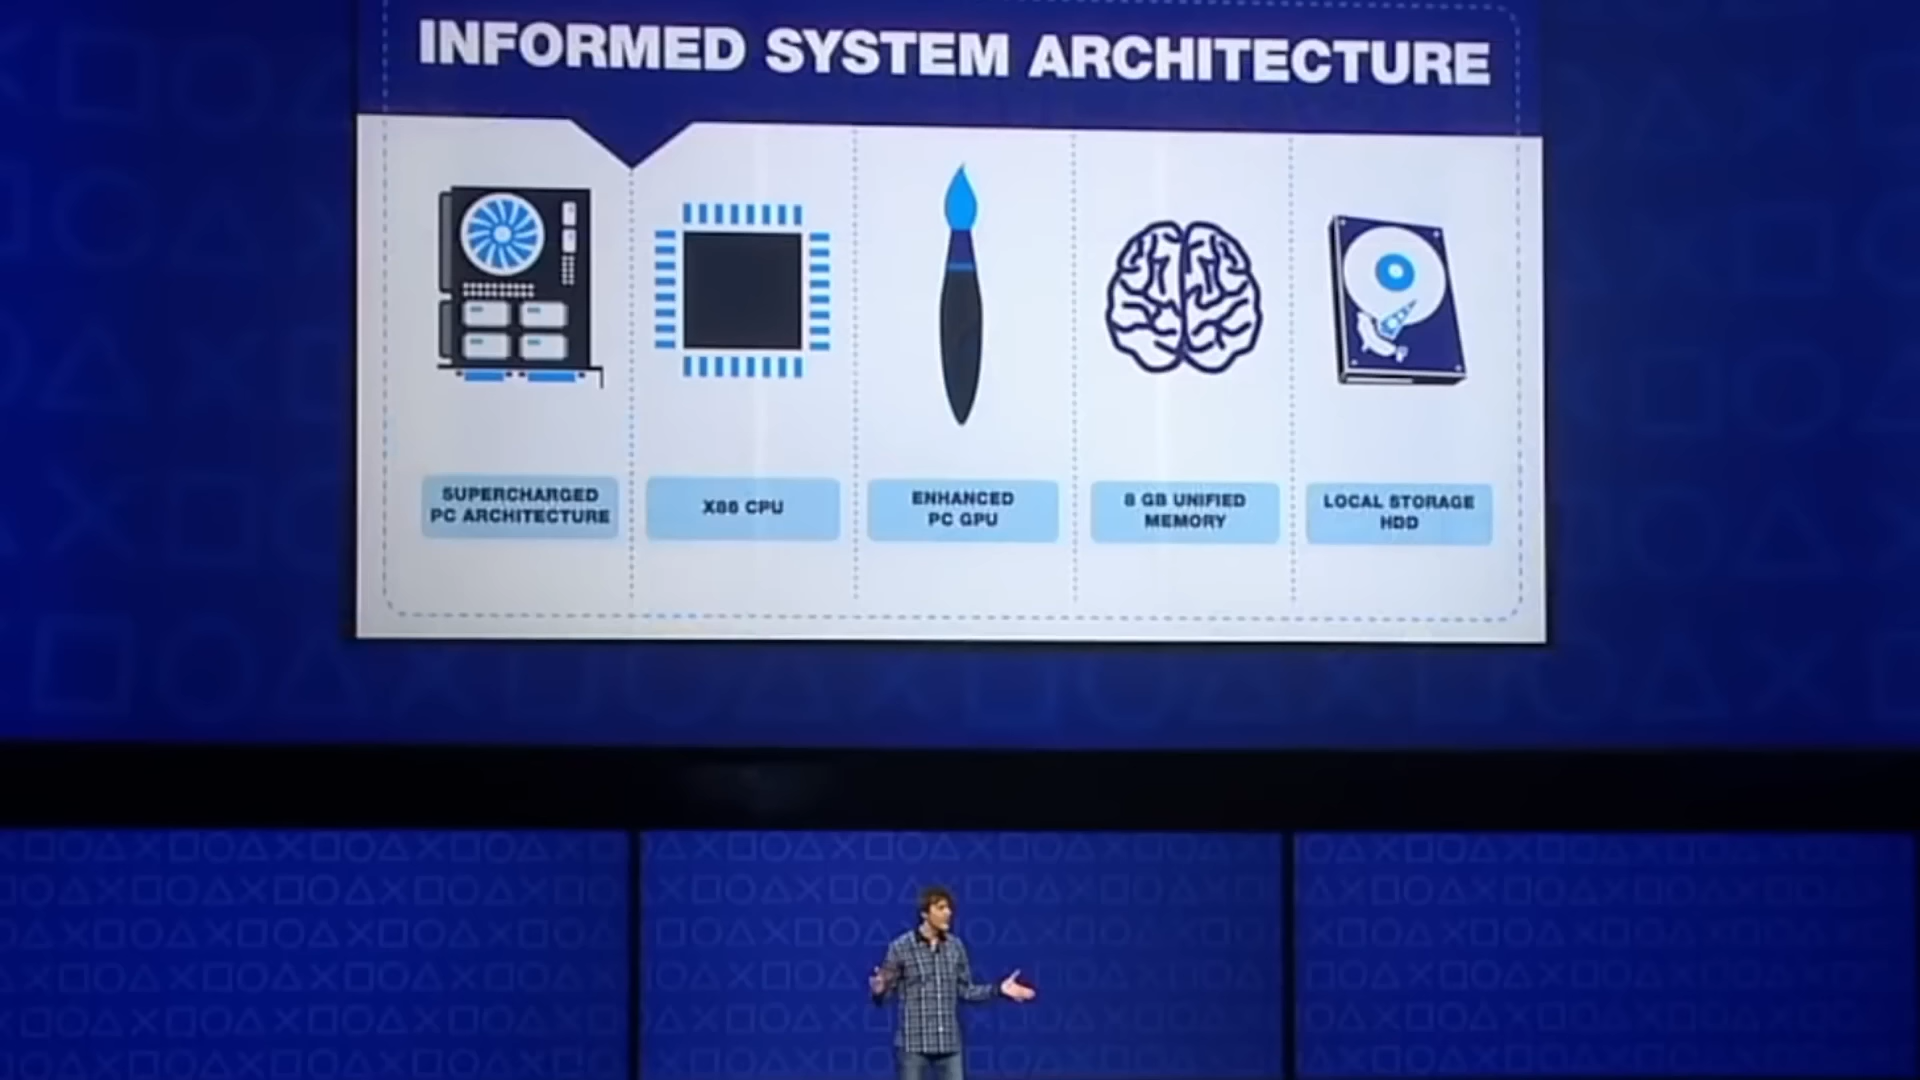 INFORMED SYSTEM ARCHITECTURE
SUPERCHARGED
PC ARCHITECTURE
X86 CPU
ENHANCED
PC GPU
8 GB UNIFIED
MEMORY
LOCAL STORAGE
HDD